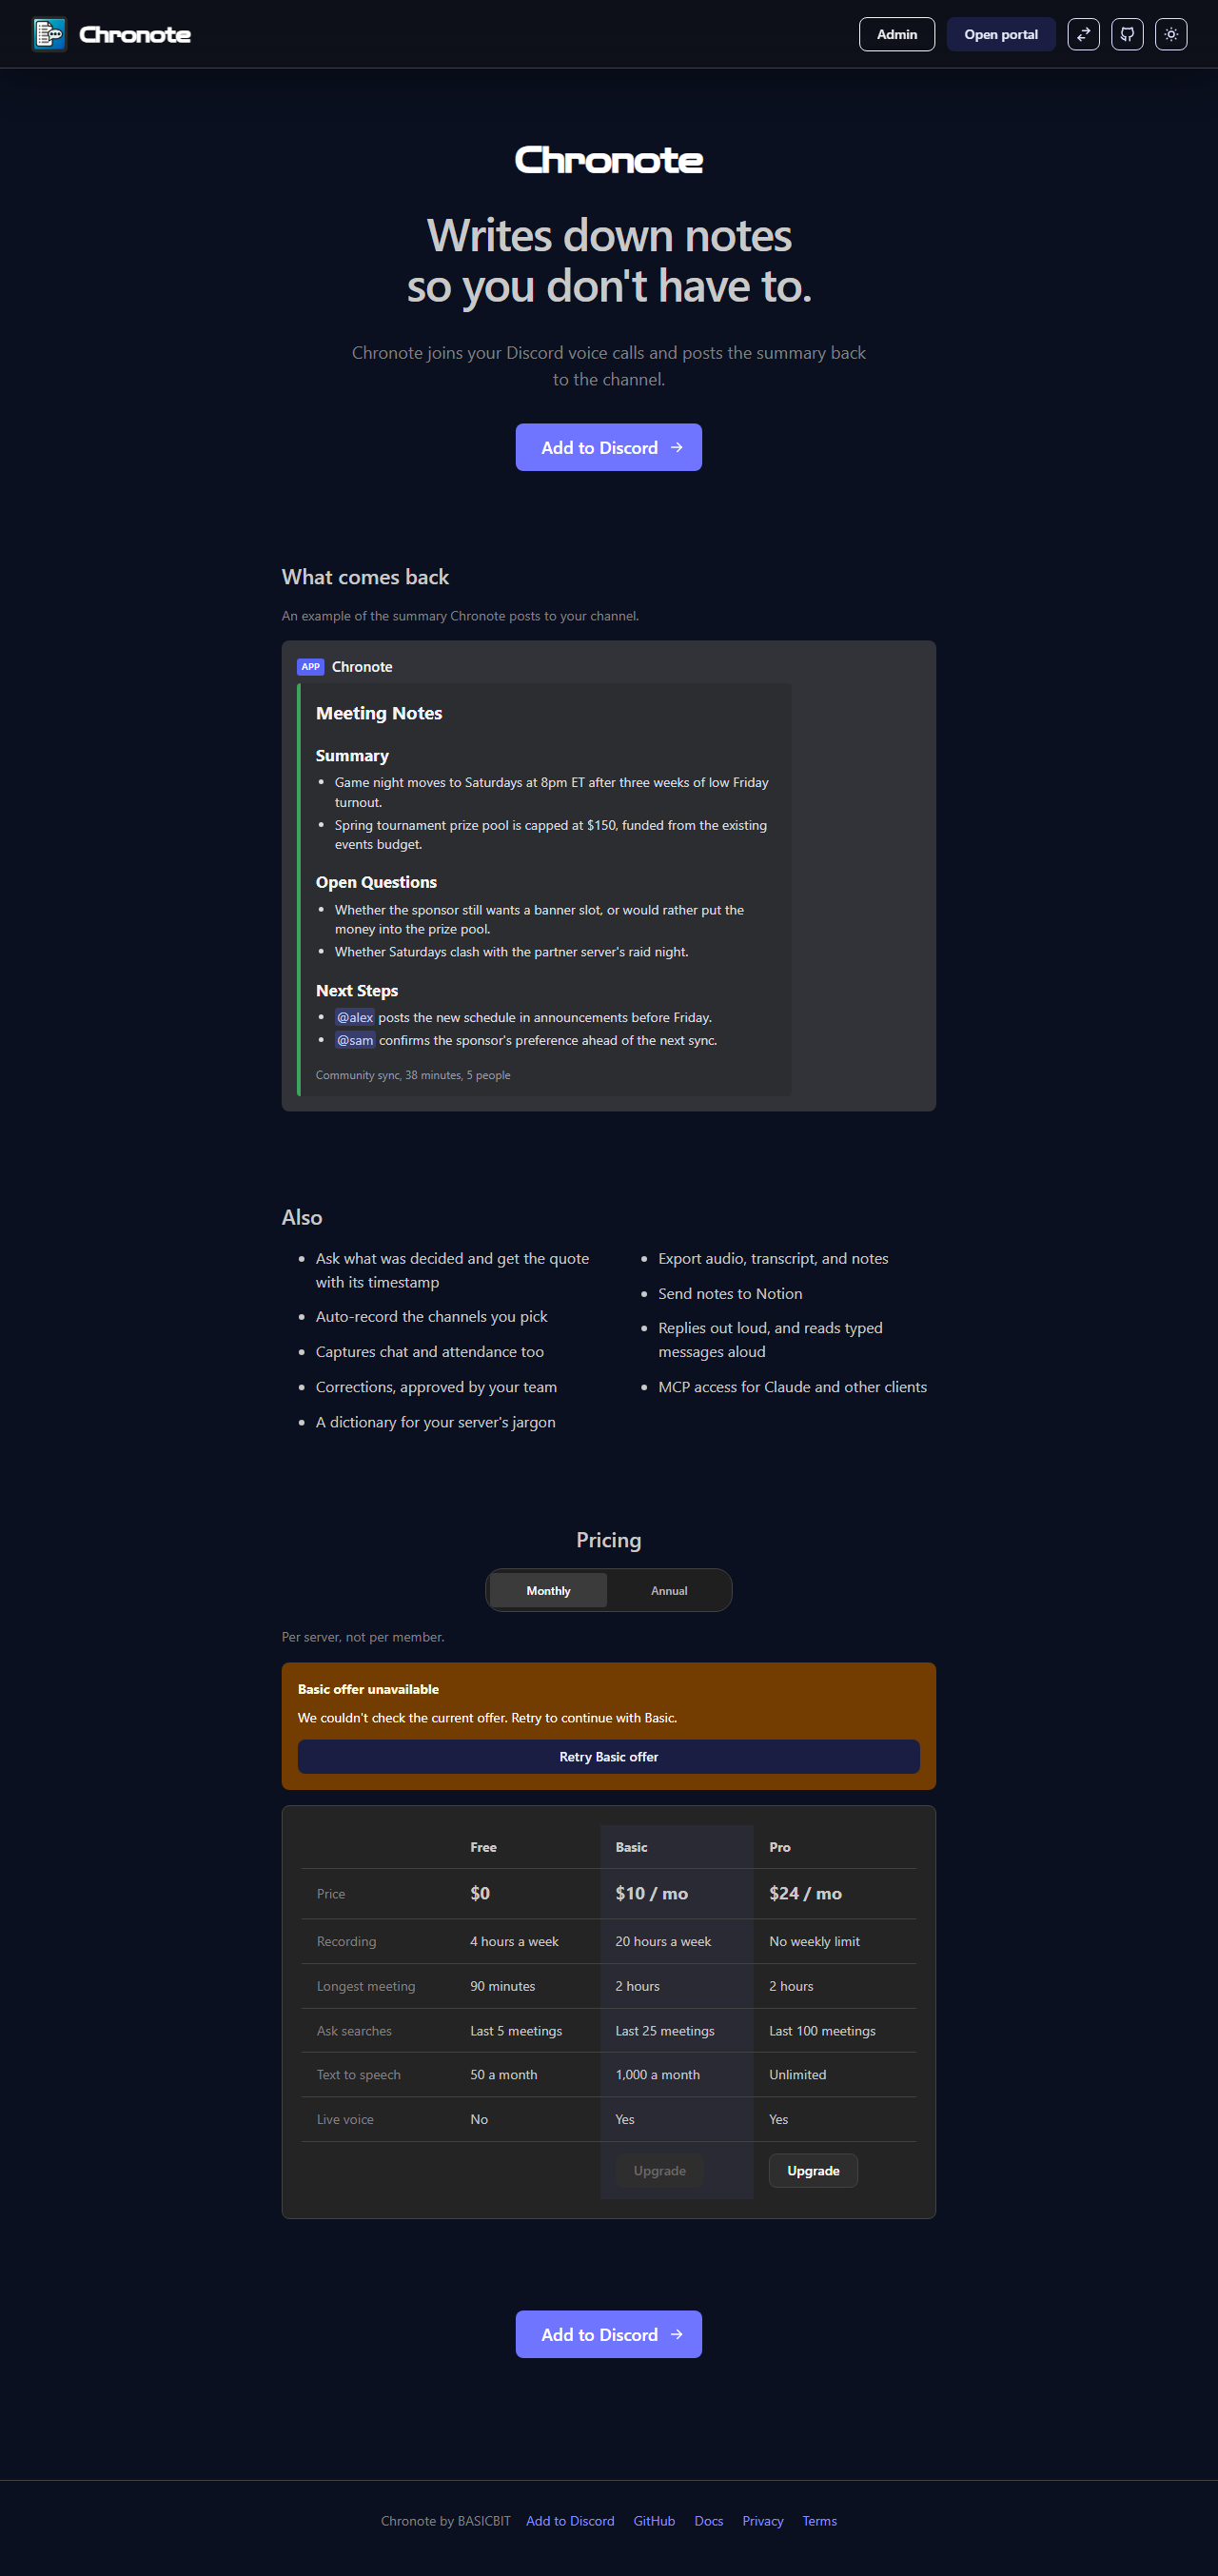 Chronote
Admin
Open portal
Chronote
Writes down notes
so you don't have to.
Chronote joins your Discord voice calls and posts the summary back
to the channel.
Add to Discord →
What comes back
An example of the summary Chronote posts to your channel.
APP Chronote
Meeting Notes
Summary
• Game night moves to Saturdays at 8pm ET after three weeks of low Friday
turnout.
• Spring tournament prize pool is capped at $150, funded from the existing
events budget.
Open Questions
• Whether the sponsor still wants a banner slot, or would rather put the
money into the prize pool.
• Whether Saturdays clash with the partner server's raid night.
Next Steps
• @alex posts the new schedule in announcements before Friday.
• @sam confirms the sponsor's preference ahead of the next sync.
Community sync, 38 minutes, 5 people
Also
• Ask what was decided and get the quote
with its timestamp
• Auto-record the channels you pick
• Captures chat and attendance too
• Corrections, approved by your team
• A dictionary for your server's jargon
• Export audio, transcript, and notes
• Send notes to Notion
• Replies out loud, and reads typed
messages aloud
• MCP access for Claude and other clients
Pricing
Monthly Annual
Per server, not per member.
Basic offer unavailable
We couldn't check the current offer. Retry to continue with Basic.
Retry Basic offer
Free Basic Pro
Price $0 $10 / mo $24 / mo
Recording 4 hours a week 20 hours a week No weekly limit
Longest meeting 90 minutes 2 hours 2 hours
Ask searches Last 5 meetings Last 25 meetings Last 100 meetings
Text to speech 50 a month 1,000 a month Unlimited
Live voice No Yes Yes
Upgrade Upgrade
Add to Discord →
Chronote by BASICBIT Add to Discord GitHub Docs Privacy Terms